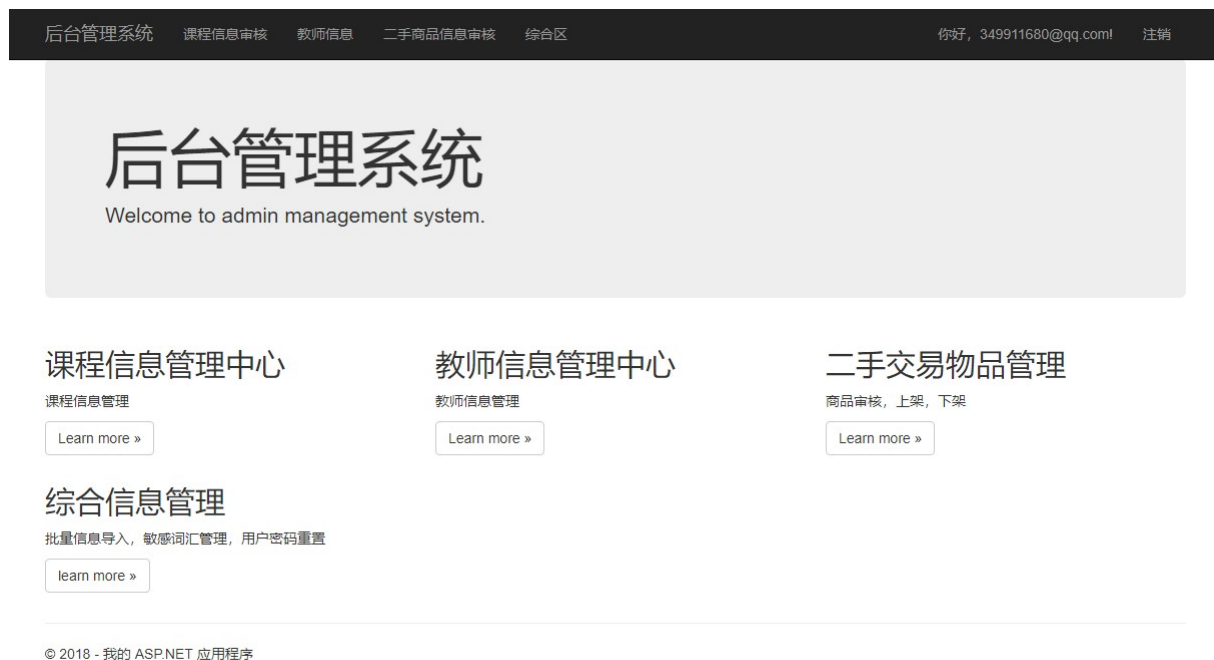 后台管理系统 课程信息审核 教师信息 二手商品信息审核 综合区 你好，349911680@qq.com! 注销
后台管理系统
Welcome to admin management system.
课程信息管理中心 教师信息管理中心 二手交易物品管理
课程信息管理 教师信息管理 商品审核，上架，下架
Learn more » Learn more » Learn more »
综合信息管理
批量信息导入，敏感词汇管理，用户密码重置
learn more »
© 2018 - 我的 ASP.NET 应用程序